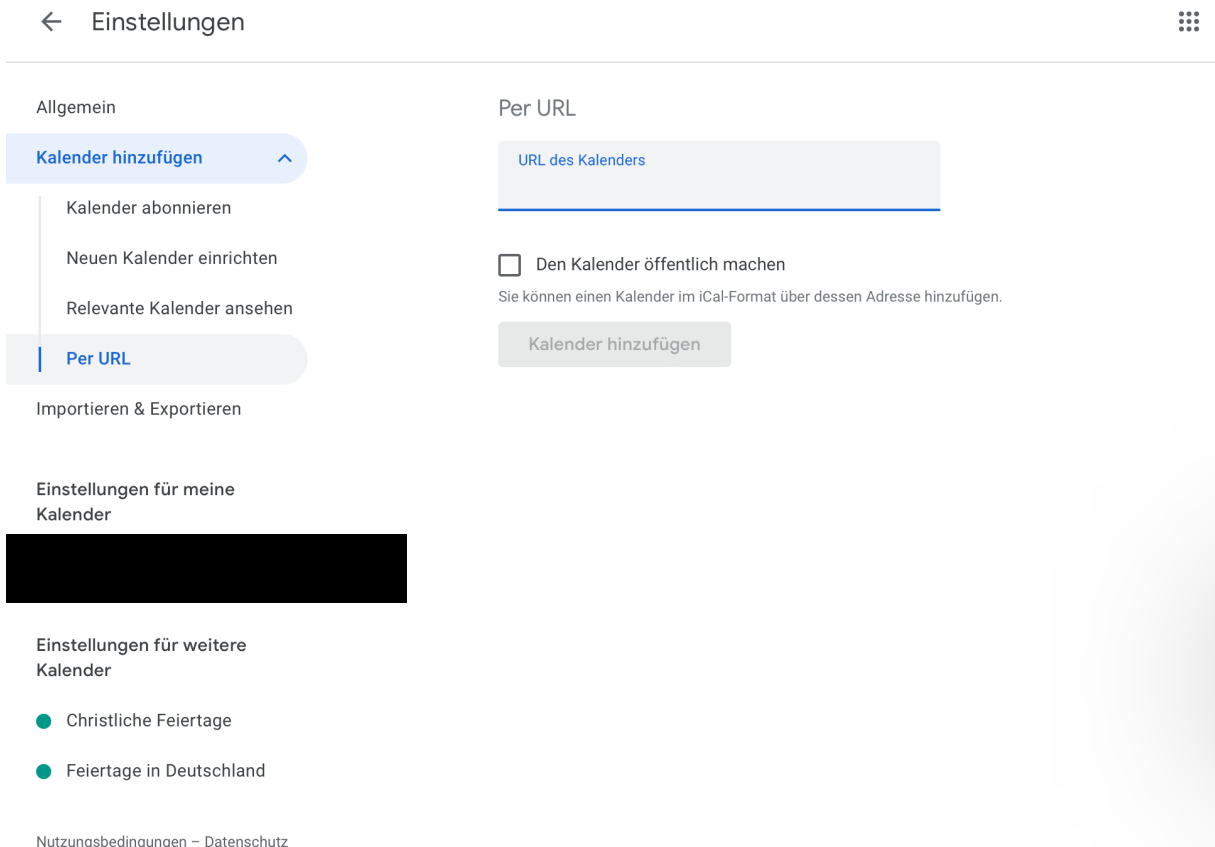 Einstellungen
Allgemein
Kalender hinzufügen
Kalender abonnieren
Neuen Kalender einrichten
Relevante Kalender ansehen
Per URL
Importieren & Exportieren
Einstellungen für meine
Kalender
Einstellungen für weitere
Kalender
Christliche Feiertage
Feiertage in Deutschland
Nutzungsbedingungen – Datenschutz
Per URL
URL des Kalenders
Den Kalender öffentlich machen
Sie können einen Kalender im iCal-Format über dessen Adresse hinzufügen.
Kalender hinzufügen